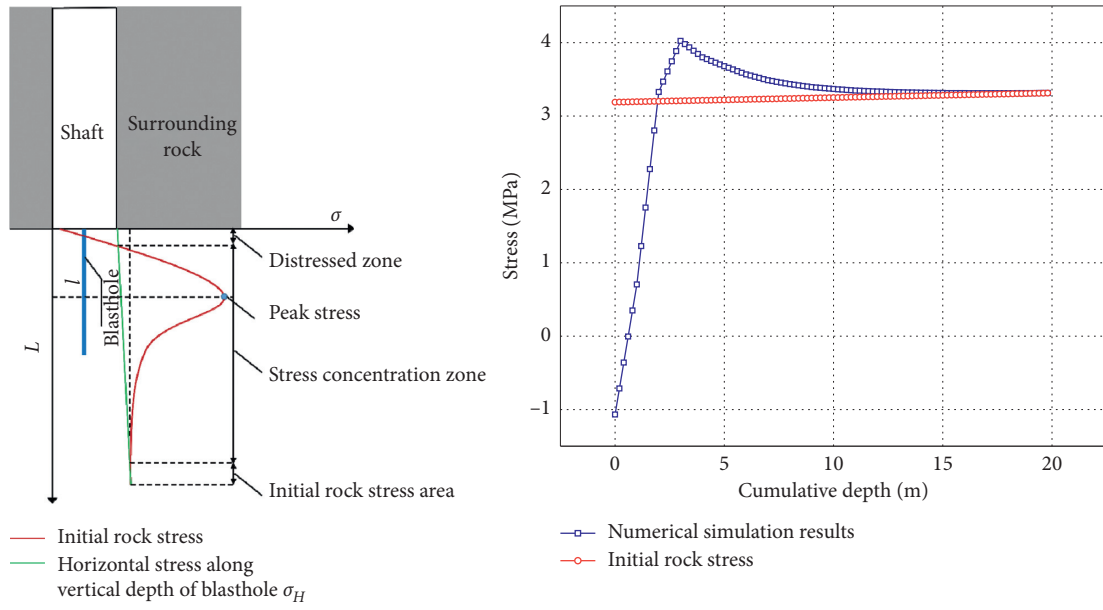 Shaft
Surrounding
rock
σ
Distressed zone
l
Blasthole
Peak stress
L
Stress concentration zone
Initial rock stress area
Initial rock stress
Horizontal stress along
vertical depth of blasthole σH
4
3
2
1
0
−1
Stress (MPa)
0 5 10 15 20
Cumulative depth (m)
Numerical simulation results
Initial rock stress